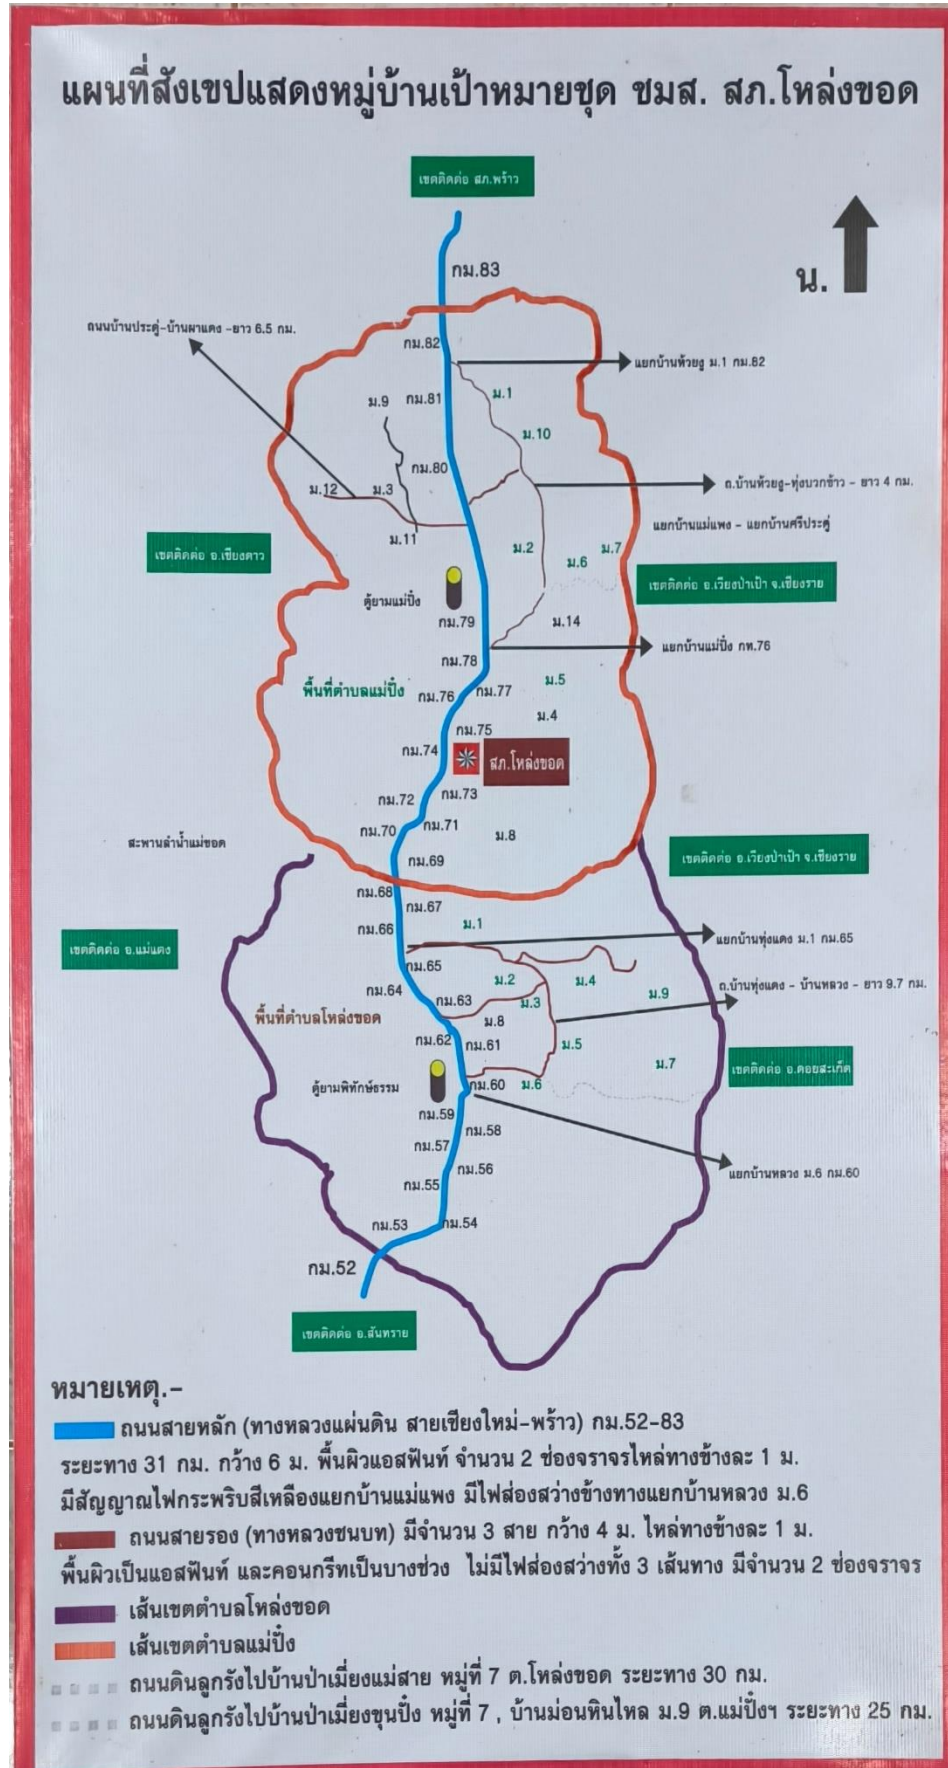 แผนที่สังเขปแสดงหมู่บ้านเป้าหมายชุด ชมส. สภ.โหล่งขอด
เขตติดต่อ สภ.พร้าว
กม.83
น.
ถนนบ้านประดู่-บ้านผาแดง -ยาว 6.5 กม.
กม.82
แยกบ้านห้วยงู ม.1 กม.82
ม.9
กม.81
ม.1
ม.10
กม.80
ม.12
ม.3
ถ.บ้านห้วยงู-ทุ่งบวกข้าว - ยาว 4 กม.
แยกบ้านแม่แพง - แยกบ้านศรีประดู่
ม.11
ม.2
ม.6
ม.7
เขตติดต่อ อ.เชียงดาว
เขตติดต่อ อ.เวียงป่าเป้า จ.เชียงราย
ตู้ยามแม่ปั๋ง
กม.79
ม.14
กม.78
แยกบ้านแม่ปั๋ง กท.76
พื้นที่ตำบลแม่ปั๋ง
กม.76
กม.77
ม.5
กม.75
ม.4
กม.74
สภ.โหล่งขอด
กม.73
กม.72
กม.70
กม.71
ม.8
สะพานลำน้ำแม่ขอด
กม.69
เขตติดต่อ อ.เวียงป่าเป้า จ.เชียงราย
กม.68
กม.67
กม.66
ม.1
เขตติดต่อ อ.แม่แตง
แยกบ้านทุ่งแดง ม.1 กม.65
กม.65
ม.2
ม.4
กม.64
กม.63
ม.3
ม.9
ถ.บ้านทุ่งแดง - บ้านหลวง - ยาว 9.7 กม.
พื้นที่ตำบลโหล่งขอด
ม.8
กม.62
กม.61
ม.5
ม.7
เขตติดต่อ อ.ดอยสะเก็ด
ตู้ยามพิทักษ์ธรรม
กม.60
ม.6
กม.59
กม.58
กม.57
กม.56
แยกบ้านหลวง ม.6 กม.60
กม.55
กม.53
กม.54
กม.52
เขตติดต่อ อ.สันทราย
หมายเหตุ.-
ถนนสายหลัก (ทางหลวงแผ่นดิน สายเชียงใหม่-พร้าว) กม.52-83
ระยะทาง 31 กม. กว้าง 6 ม. พื้นผิวแอสฟันท์ จำนวน 2 ช่องจราจรไหล่ทางข้างละ 1 ม.
มีสัญญาณไฟกระพริบสีเหลืองแยกบ้านแม่แพง มีไฟส่องสว่างข้างทางแยกบ้านหลวง ม.6
ถนนสายรอง (ทางหลวงชนบท) มีจำนวน 3 สาย กว้าง 4 ม. ไหล่ทางข้างละ 1 ม.
พื้นผิวเป็นแอสฟันท์ และคอนกรีทเป็นบางช่วง ไม่มีไฟส่องสว่างทั้ง 3 เส้นทาง มีจำนวน 2 ช่องจราจร
เส้นเขตตำบลโหล่งขอด
เส้นเขตตำบลแม่ปั๋ง
ถนนดินลูกรังไปบ้านป่าเมี่ยงแม่สาย หมู่ที่ 7 ต.โหล่งขอด ระยะทาง 30 กม.
ถนนดินลูกรังไปบ้านป่าเมี่ยงขุนปั๋ง หมู่ที่ 7 , บ้านม่อนหินไหล ม.9 ต.แม่ปั๋งฯ ระยะทาง 25 กม.